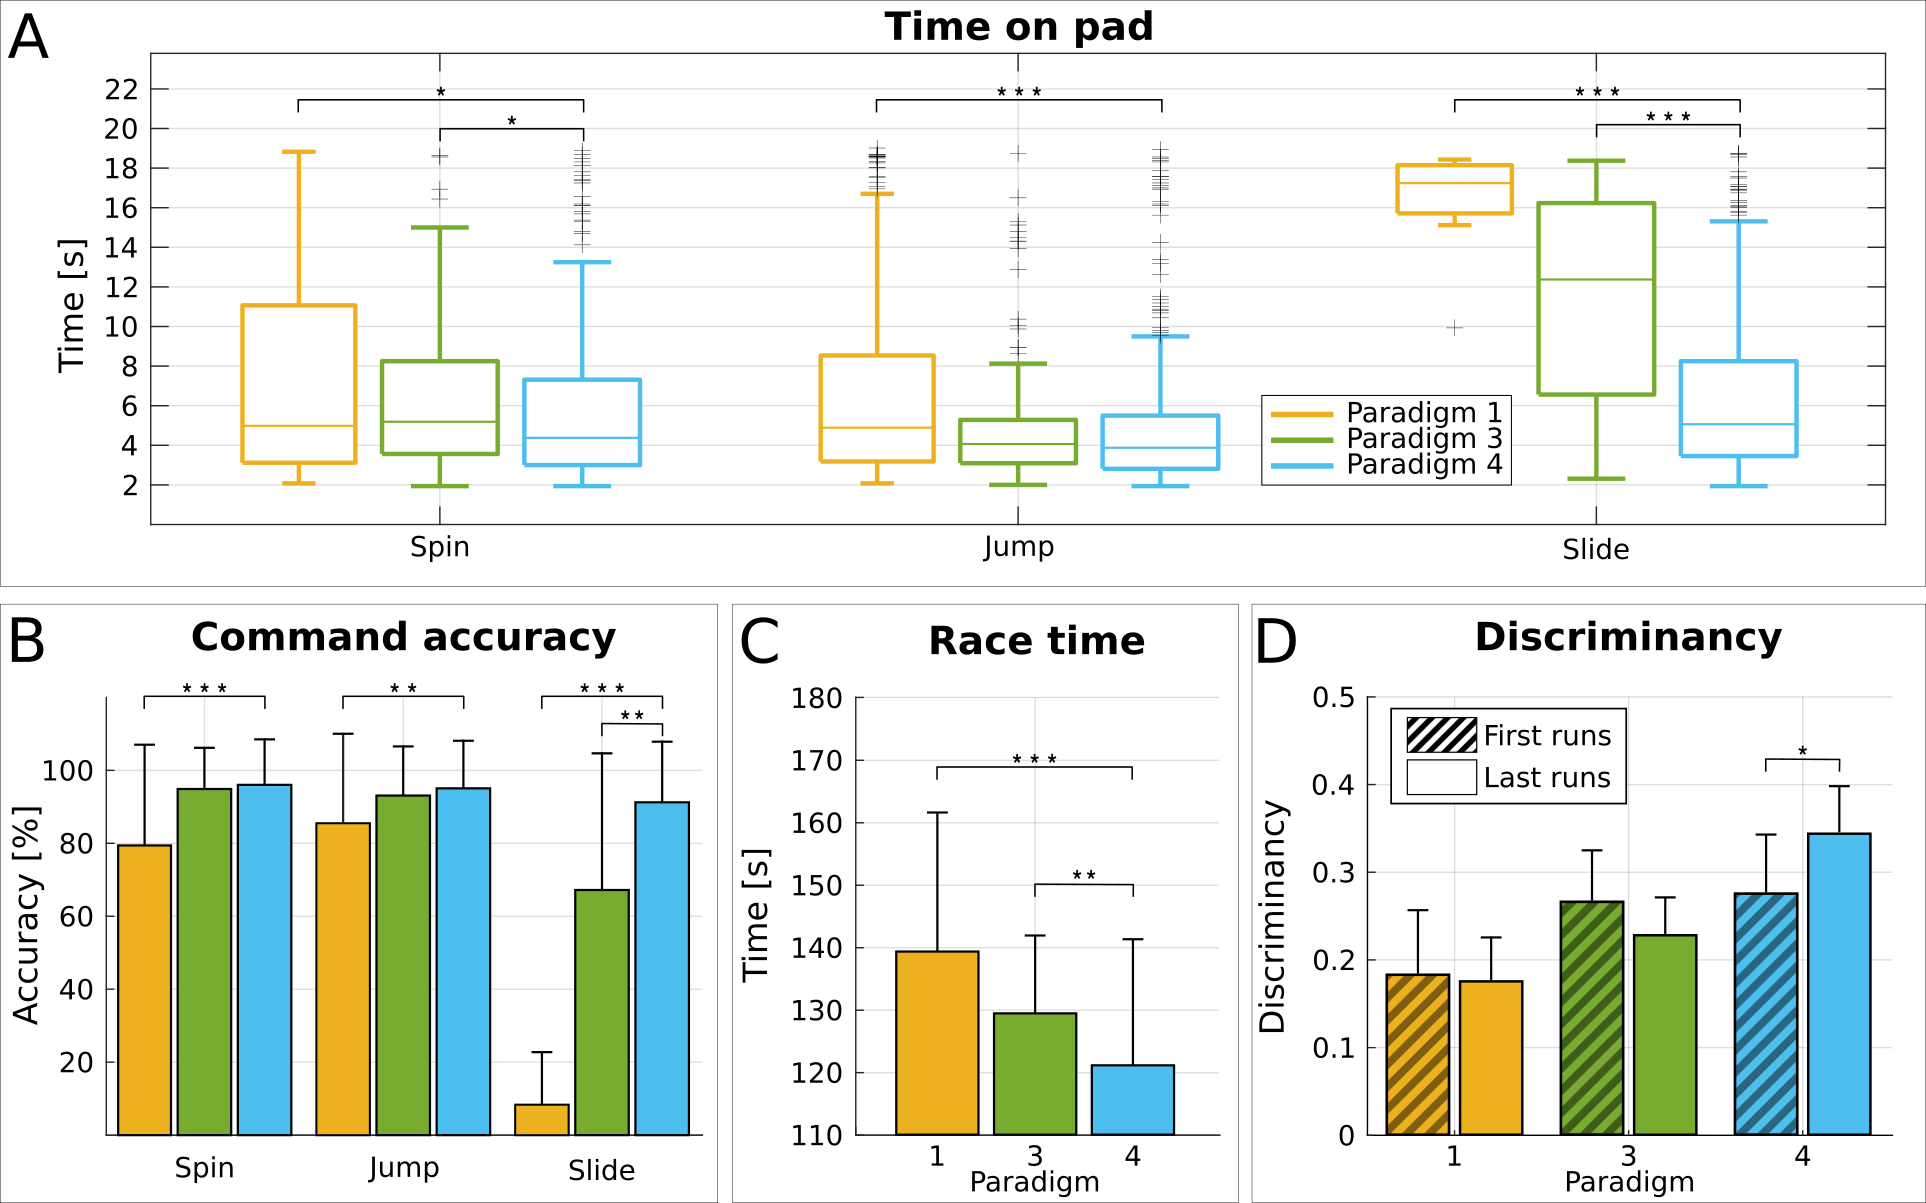 A
Time on pad
Time [s]
22
20
18
16
14
12
10
8
6
4
2
*
*
***
***
***
Paradigm 1
Paradigm 3
Paradigm 4
Spin
Jump
Slide
B
Command accuracy
Accuracy [%]
100
80
60
40
20
***
**
***
**
Spin
Jump
Slide
C
Race time
Time [s]
180
170
160
150
140
130
120
110
***
**
1
3
4
Paradigm
D
Discriminancy
Discriminancy
0.5
0.4
0.3
0.2
0.1
0
First runs
Last runs
*
1
3
4
Paradigm